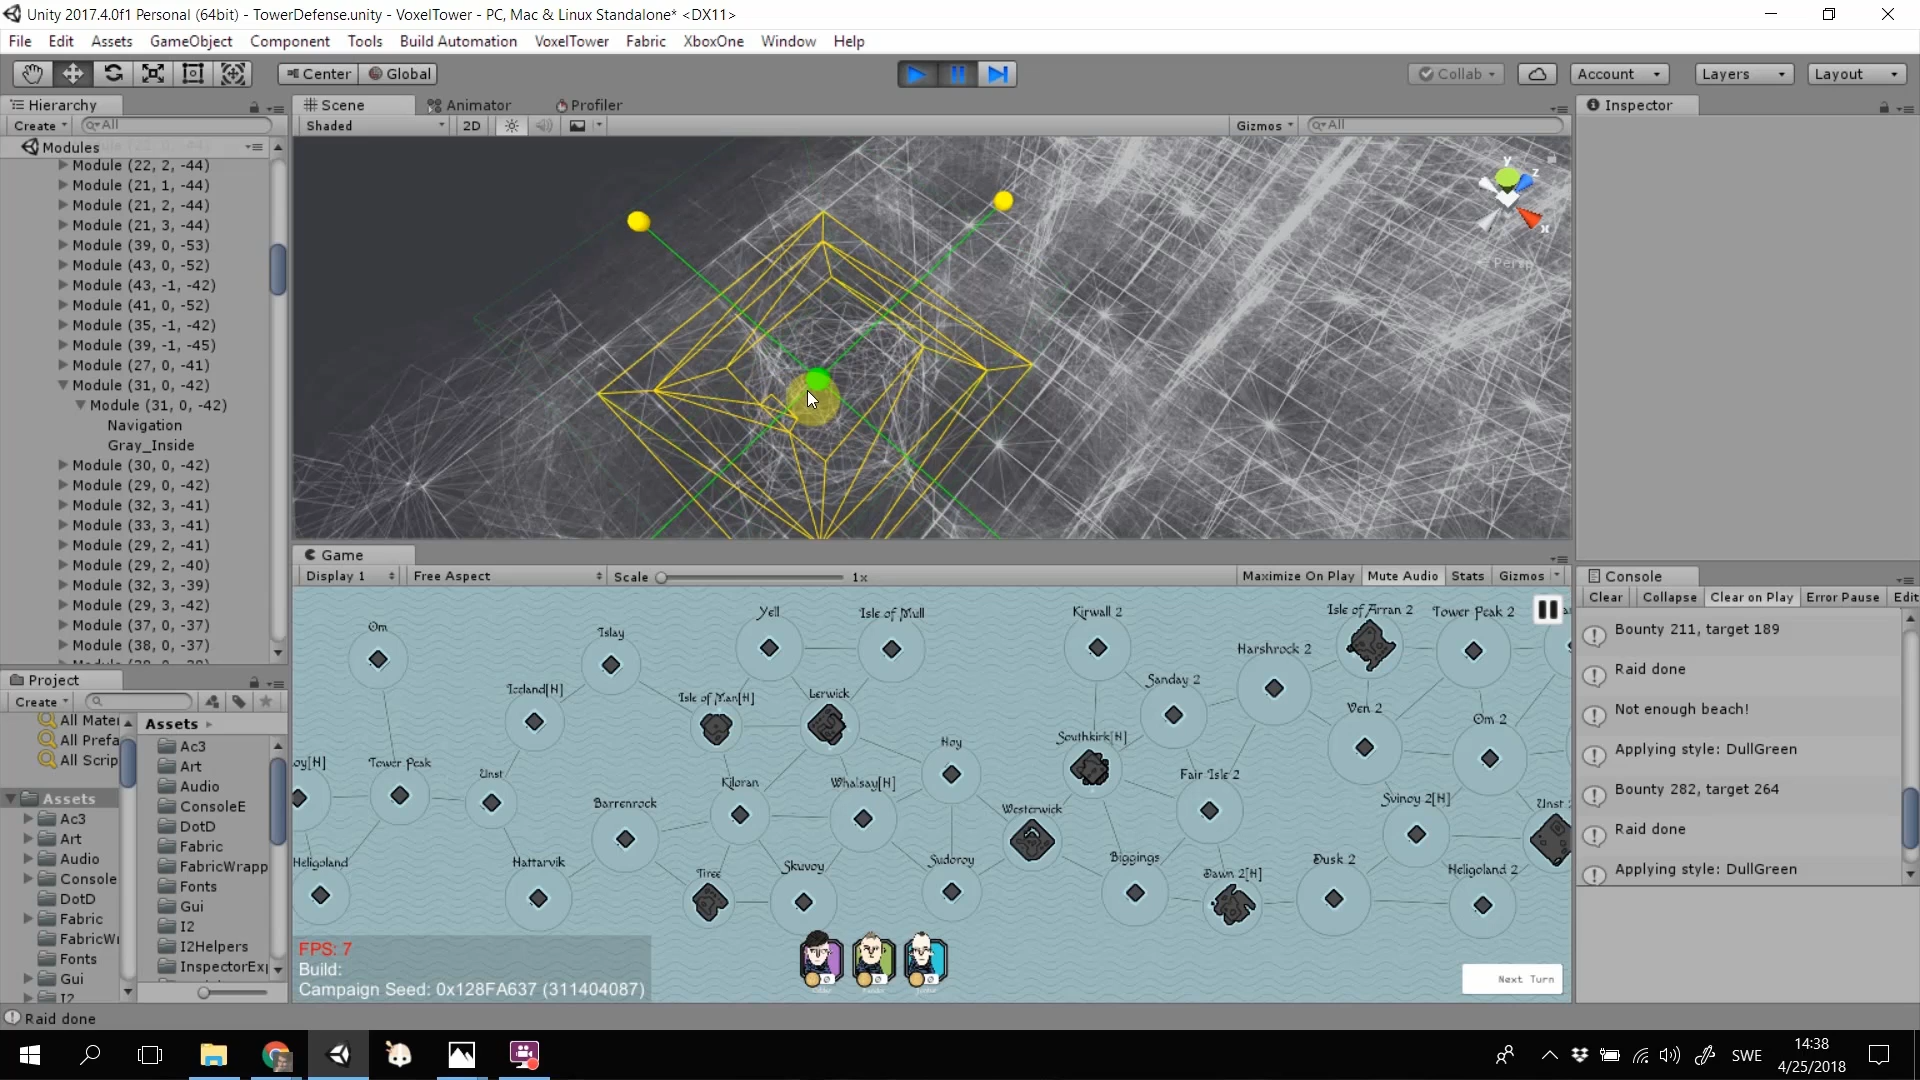 Unity 2017.4.0f1 Personal (64bit) - TowerDefense.unity - VoxelTower - PC, Mac & Linux Standalone* <DX11>
File Edit Assets GameObject Component Tools Build Automation VoxelTower Fabric XboxOne Window Help
Center Global Collab Account Layers Layout
Hierarchy
Create All
Modules
Module (22, 2, -44)
Module (21, 1, -44)
Module (21, 2, -44)
Module (21, 3, -44)
Module (39, 0, -53)
Module (43, 0, -52)
Module (43, -1, -42)
Module (41, 0, -52)
Module (35, -1, -42)
Module (39, -1, -45)
Module (27, 0, -41)
Module (31, 0, -42)
Module (31, 0, -42)
Navigation
Gray_Inside
Module (30, 0, -42)
Module (29, 0, -42)
Module (32, 3, -41)
Module (33, 3, -41)
Module (29, 2, -41)
Module (29, 2, -40)
Module (32, 3, -39)
Module (29, 3, -42)
Module (37, 0, -37)
Module (38, 0, -37)
Scene Animator Profiler
Shaded 2D Gizmos All
y
z
x
Persp
Game
Display 1 Free Aspect Scale 1x Maximize On Play Mute Audio Stats Gizmos
Om
Islay
Yell
Isle of Mull
Kirwall 2
Isle of Arran 2
Tower Peak 2
Harshrock 2
Iceland[H]
Isle of Man[H]
Lerwick
Sanday 2
Ven 2
Om 2
oy[H]
Tower Peak
Unst
Hoy
Southkirk[H]
Fair Isle 2
Kiloran
Whalsay[H]
Barrenrock
Westerwick
Svinoy 2[H]
Unst
Heligoland
Hattarvik
Tiree
Skuvoy
Suduroy
Biggings
Dawn 2[H]
Dusk 2
Heligoland 2
FPS: 7
Build:
Campaign Seed: 0x128FA637 (311404087)
Next Turn
Inspector
Console
Clear Collapse Clear on Play Error Pause Edit
Bounty 211, target 189
Raid done
Not enough beach!
Applying style: DullGreen
Bounty 282, target 264
Raid done
Applying style: DullGreen
Project
Create
All Mater
All Prefa
All Scrip
Assets
Ac3
Art
Audio
Console
DotD
Fabric
FabricWr
Fonts
Gui
I2
Assets
Ac3
Art
Audio
ConsoleE
DotD
Fabric
FabricWrapp
Fonts
Gui
I2
I2Helpers
InspectorExp
Raid done
SWE
14:38
4/25/2018